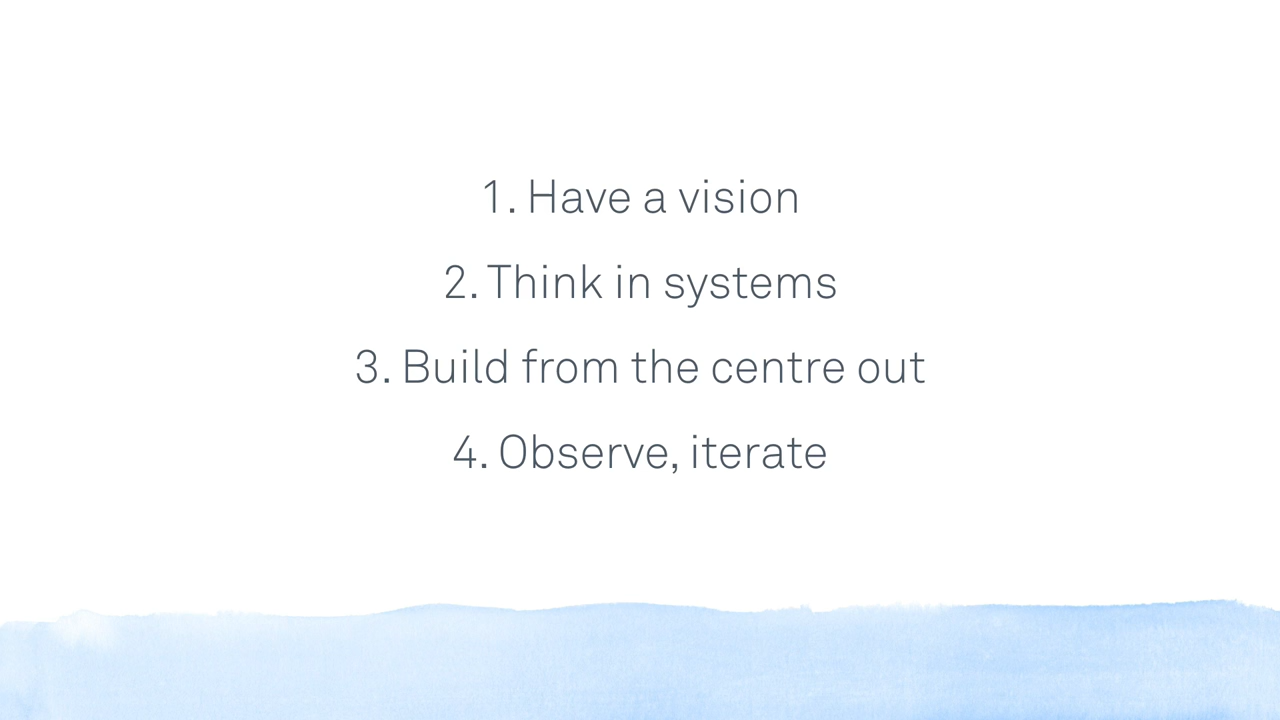 1. Have a vision
2. Think in systems
3. Build from the centre out
4. Observe, iterate